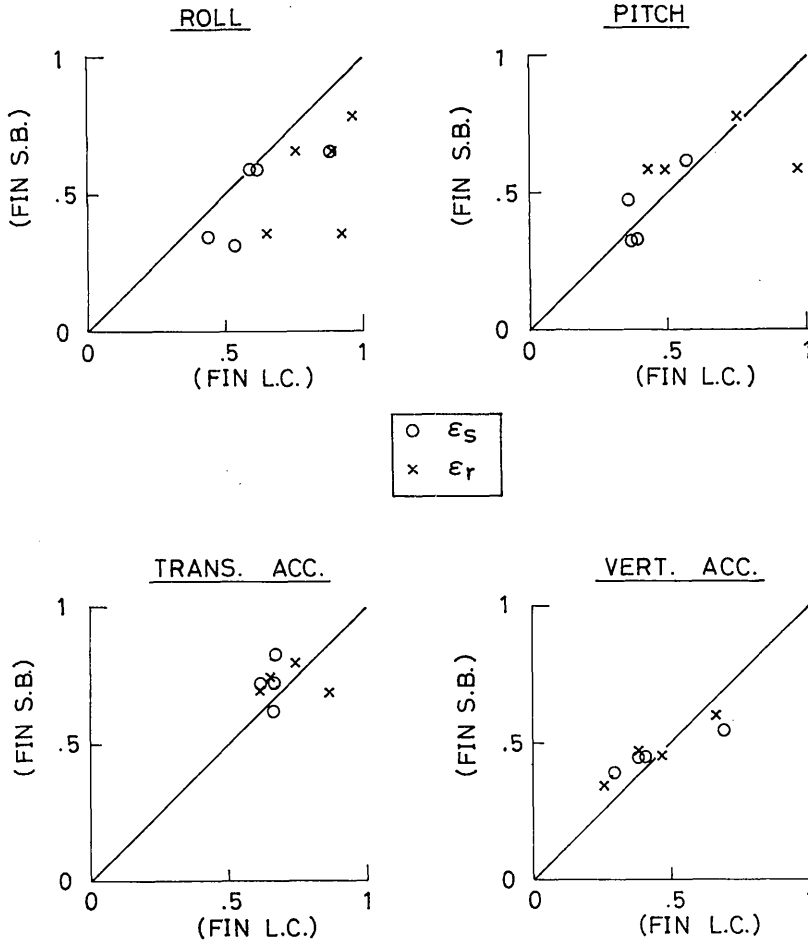 ROLL
1
.5
0
0
.5
1
(FIN S.B.)
(FIN L.C.)
PITCH
1
.5
0
0
.5
1
(FIN S.B.)
(FIN L.C.)
o εs
x εr
TRANS. ACC.
1
.5
0
0
.5
1
(FIN S.B.)
(FIN L.C.)
VERT. ACC.
1
.5
0
0
.5
1
(FIN S.B.)
(FIN L.C.)